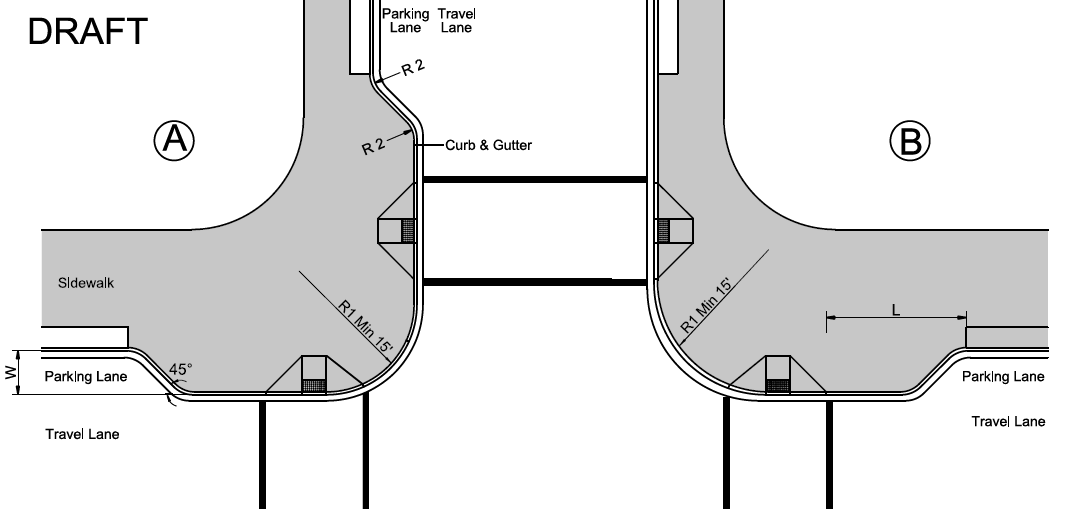 DRAFT
Parking Travel
Lane Lane
R 2
A
R 2
Curb & Gutter
B
Sidewalk
R1 Min 15'
R1 Min 15'
L
W
45°
Parking Lane
Parking Lane
Travel Lane
Travel Lane